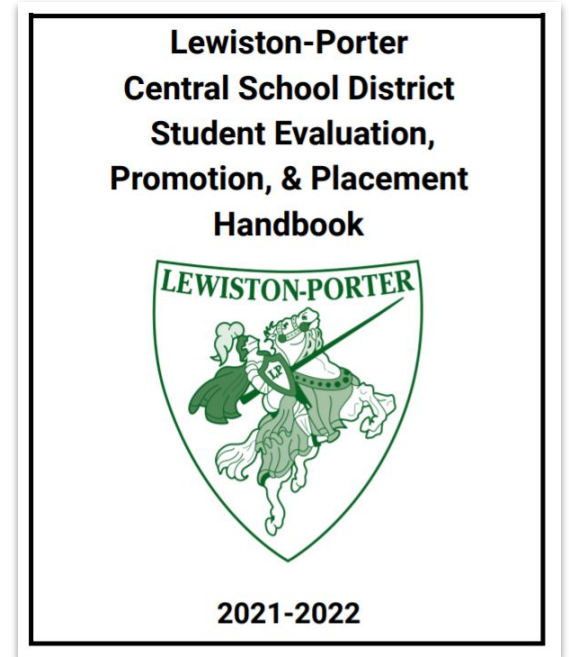 Lewiston-Porter
Central School District
Student Evaluation,
Promotion, & Placement
Handbook
LEWISTON-PORTER
LP
2021-2022